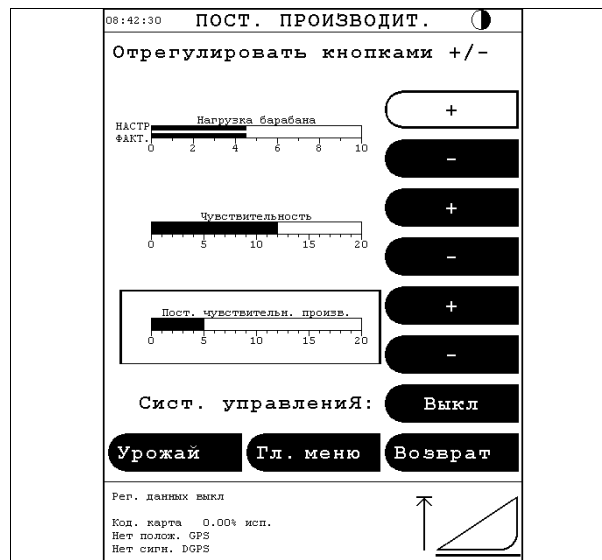 08:42:30 ПОСТ. ПРОИЗВОДИТ.
Отрегулировать кнопками +/-
Нагрузка барабана
НАСТР
ФАКТ.
0 2 4 6 8 10
+
-
Чувствительность
0 5 10 15 20
+
-
Пост. чувствительн. произв.
0 5 10 15 20
+
-
Сист. управлениЯ: Выкл
Урожай Гл. меню Возврат
Рег. данных выкл
Код. карта 0.00% исп.
Нет полож. GPS
Нет сигн. DGPS